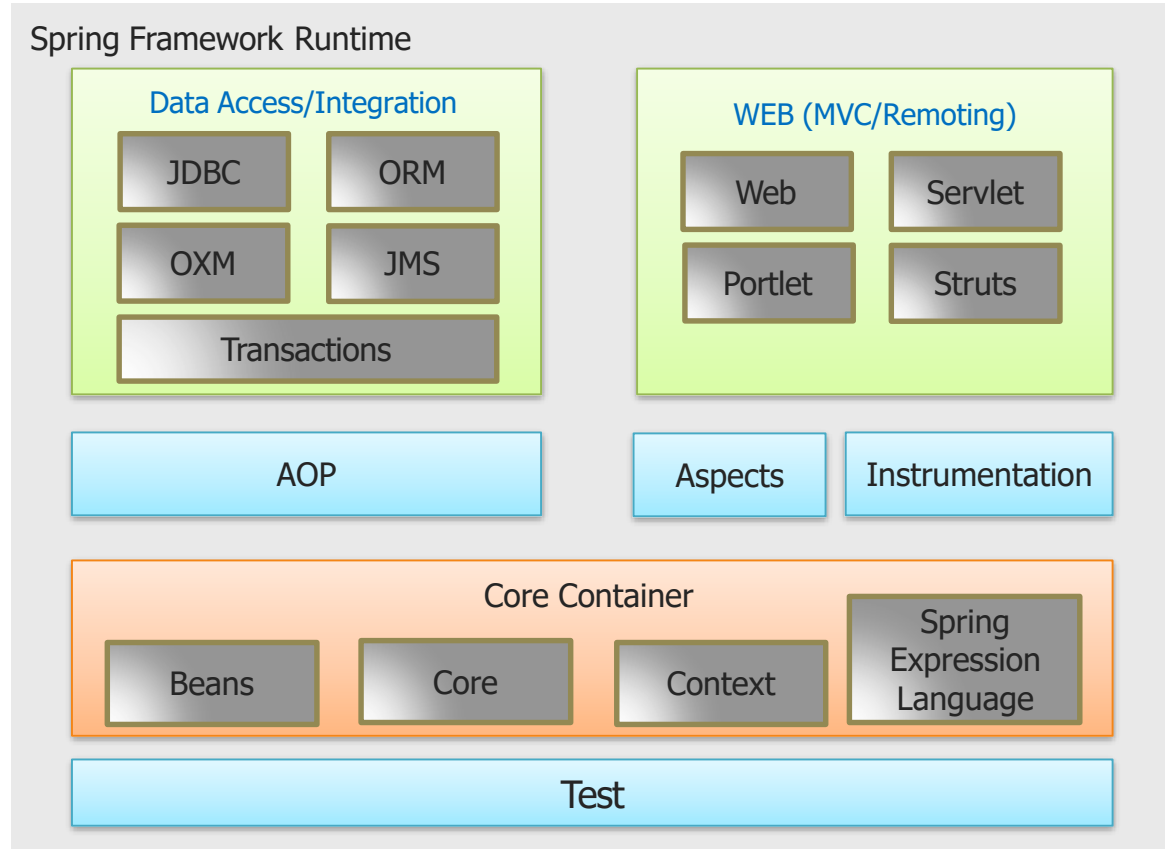 Spring Framework Runtime
Data Access/Integration
JDBC
ORM
OXM
JMS
Transactions
WEB (MVC/Remoting)
Web
Servlet
Portlet
Struts
AOP
Aspects
Instrumentation
Core Container
Beans
Core
Context
Spring
Expression
Language
Test